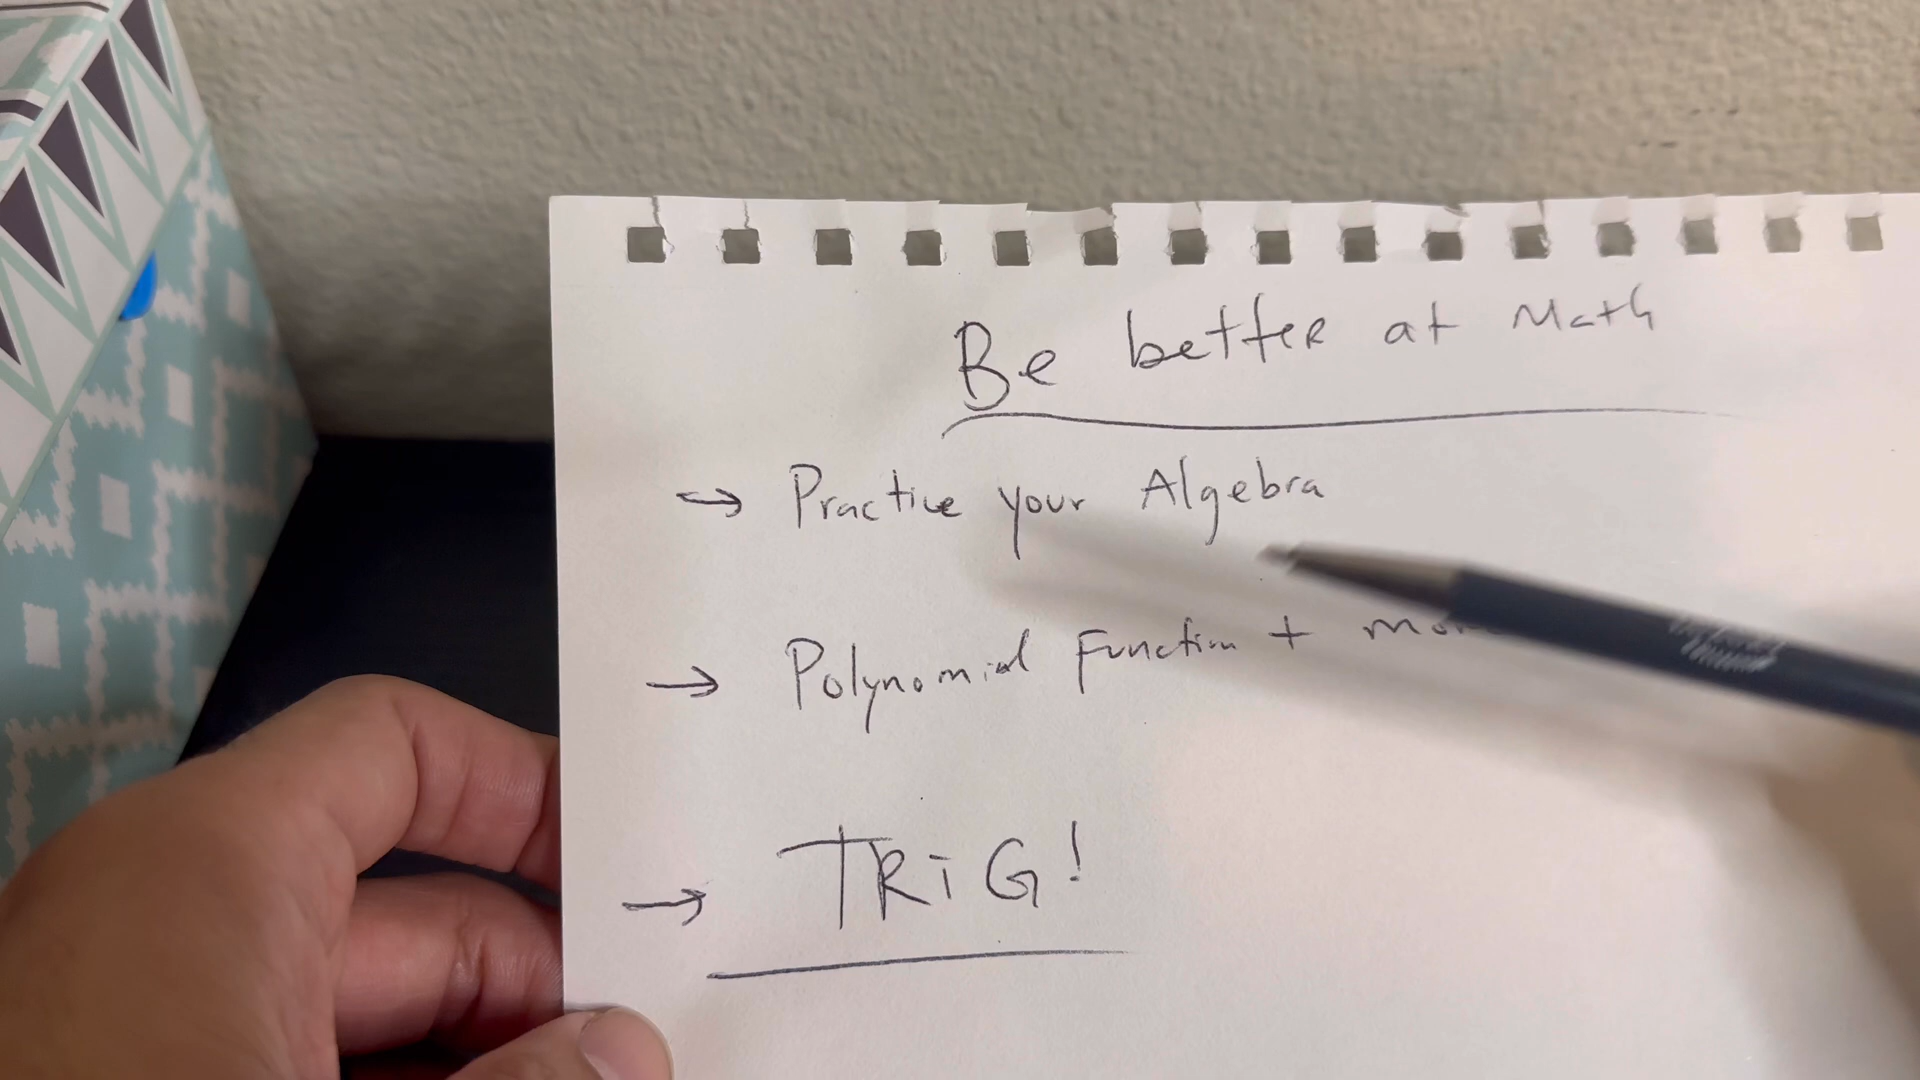 Be better at Math
→ Practice your Algebra
→ Polynomial Function +
→ TRiG!